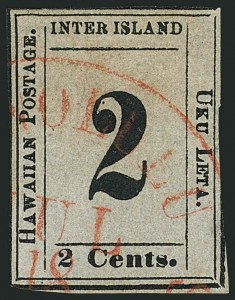 INTER ISLAND
HAWAIIAN POSTAGE.
2
UKU LETA.
2 Cents.